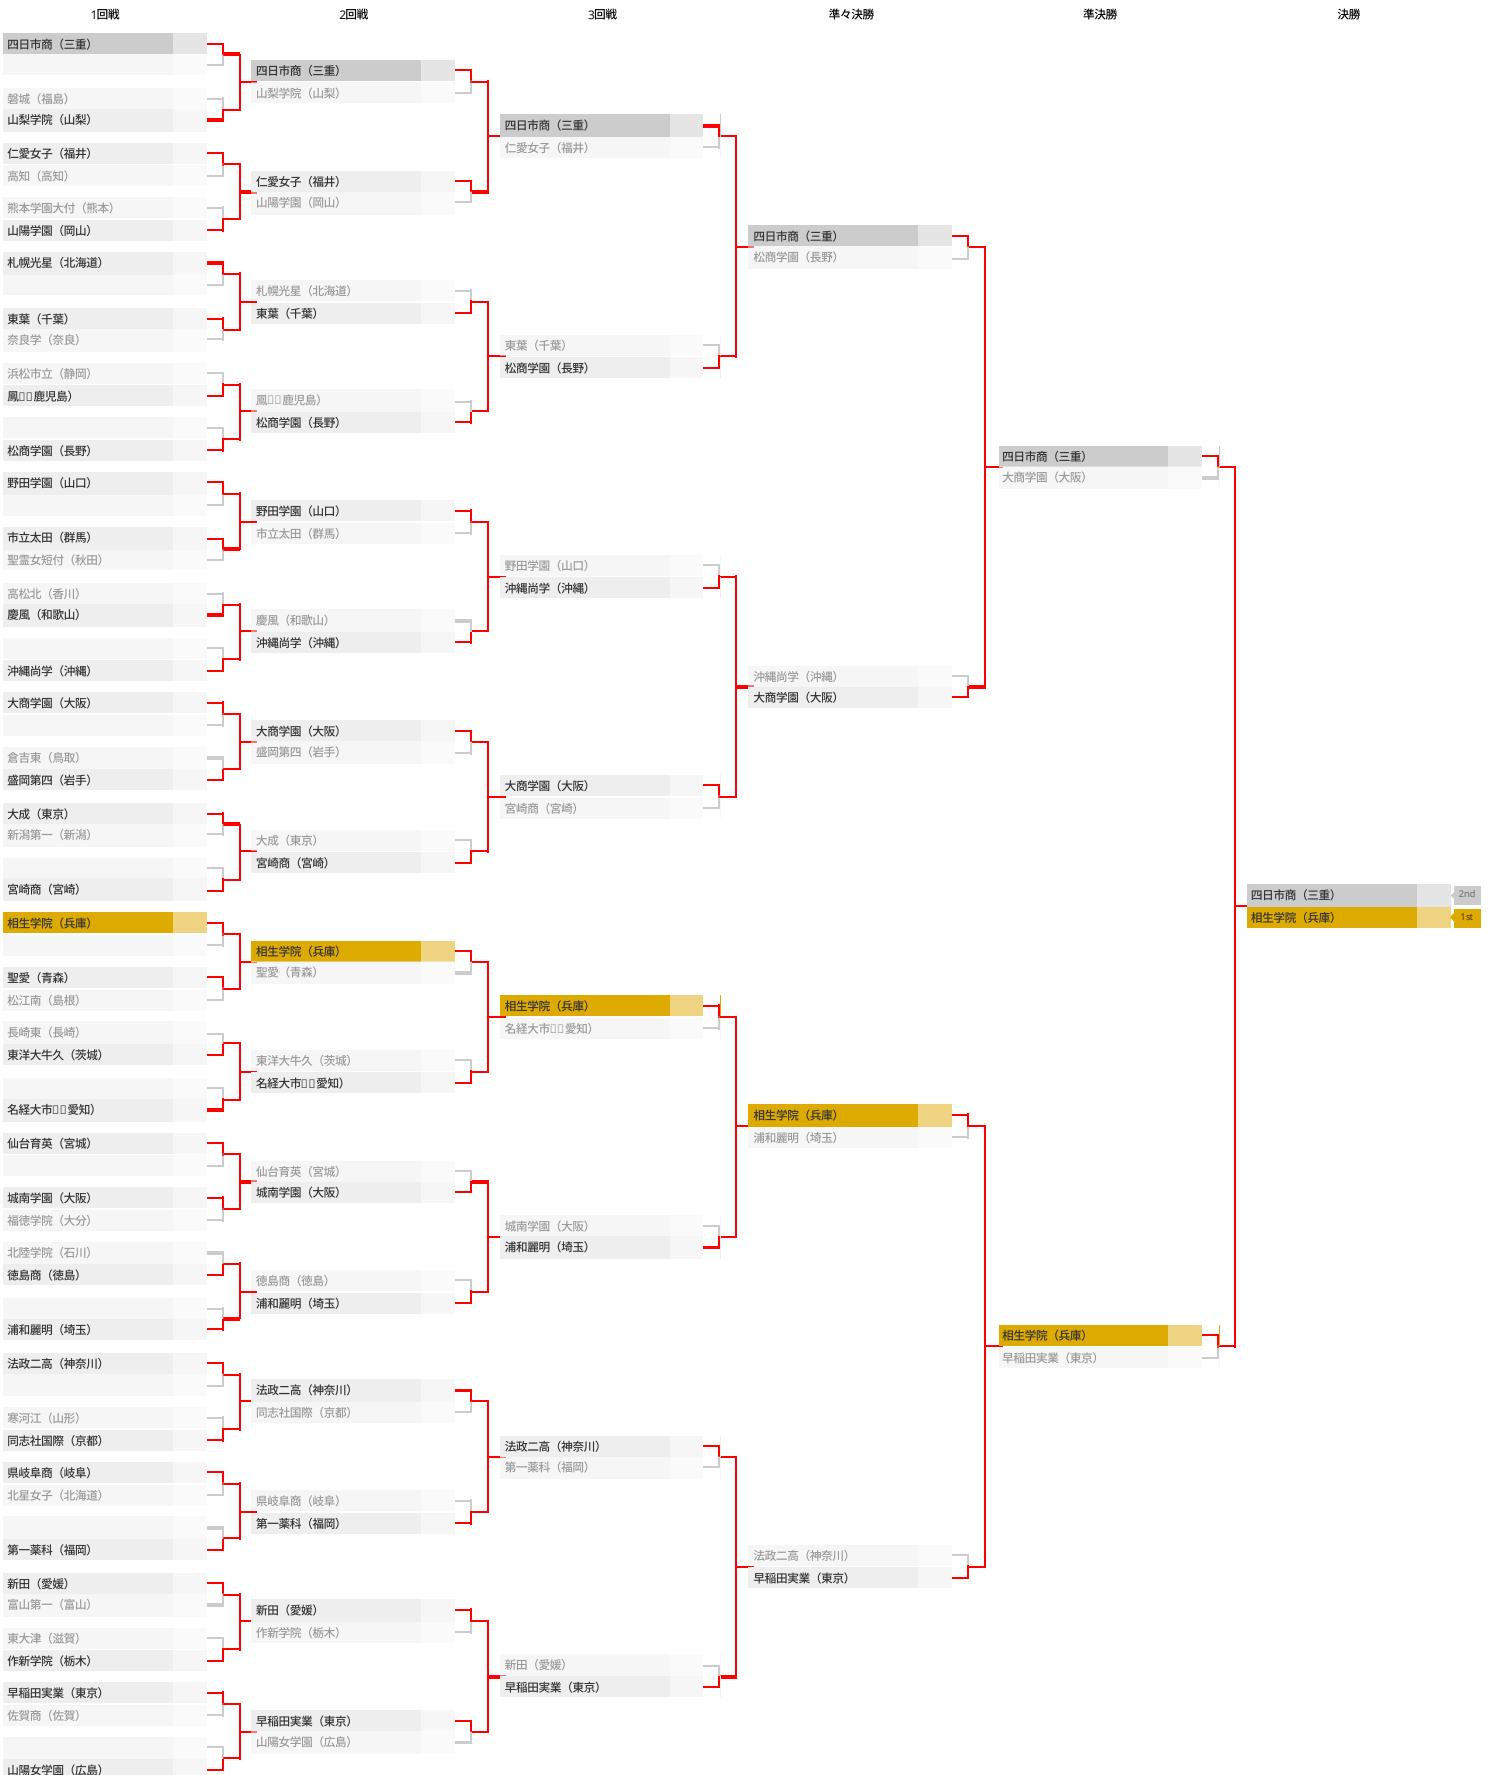 1回戦
2回戦
3回戦
準々決勝
準決勝
決勝
四日市商（三重）
磐城（福島）
山梨学院（山梨）
仁愛女子（福井）
高知（高知）
熊本学園大付（熊本）
山陽学園（岡山）
札幌光星（北海道）
東葉（千葉）
奈良学（奈良）
浜松市立（静岡）
鳳□□鹿児島）
松商学園（長野）
野田学園（山口）
市立太田（群馬）
聖霊女短付（秋田）
高松北（香川）
慶風（和歌山）
沖縄尚学（沖縄）
大商学園（大阪）
倉吉東（鳥取）
盛岡第四（岩手）
大成（東京）
新潟第一（新潟）
宮崎商（宮崎）
相生学院（兵庫）
聖愛（青森）
松江南（島根）
長崎東（長崎）
東洋大牛久（茨城）
名経大市□□愛知）
仙台育英（宮城）
城南学園（大阪）
福徳学院（大分）
北陸学院（石川）
徳島商（徳島）
浦和麗明（埼玉）
法政二高（神奈川）
寒河江（山形）
同志社国際（京都）
県岐阜商（岐阜）
北星女子（北海道）
第一薬科（福岡）
新田（愛媛）
富山第一（富山）
東大津（滋賀）
作新学院（栃木）
早稲田実業（東京）
佐賀商（佐賀）
山陽女学園（広島）
四日市商（三重）
山梨学院（山梨）
仁愛女子（福井）
山陽学園（岡山）
札幌光星（北海道）
東葉（千葉）
鳳□□鹿児島）
松商学園（長野）
野田学園（山口）
市立太田（群馬）
慶風（和歌山）
沖縄尚学（沖縄）
大商学園（大阪）
盛岡第四（岩手）
大成（東京）
宮崎商（宮崎）
相生学院（兵庫）
聖愛（青森）
東洋大牛久（茨城）
名経大市□□愛知）
仙台育英（宮城）
城南学園（大阪）
徳島商（徳島）
浦和麗明（埼玉）
法政二高（神奈川）
同志社国際（京都）
県岐阜商（岐阜）
第一薬科（福岡）
新田（愛媛）
作新学院（栃木）
早稲田実業（東京）
山陽女学園（広島）
四日市商（三重）
仁愛女子（福井）
東葉（千葉）
松商学園（長野）
野田学園（山口）
沖縄尚学（沖縄）
大商学園（大阪）
宮崎商（宮崎）
相生学院（兵庫）
名経大市□□愛知）
城南学園（大阪）
浦和麗明（埼玉）
法政二高（神奈川）
第一薬科（福岡）
新田（愛媛）
早稲田実業（東京）
四日市商（三重）
松商学園（長野）
沖縄尚学（沖縄）
大商学園（大阪）
相生学院（兵庫）
浦和麗明（埼玉）
法政二高（神奈川）
早稲田実業（東京）
四日市商（三重）
大商学園（大阪）
相生学院（兵庫）
早稲田実業（東京）
四日市商（三重） 2nd
相生学院（兵庫） 1st